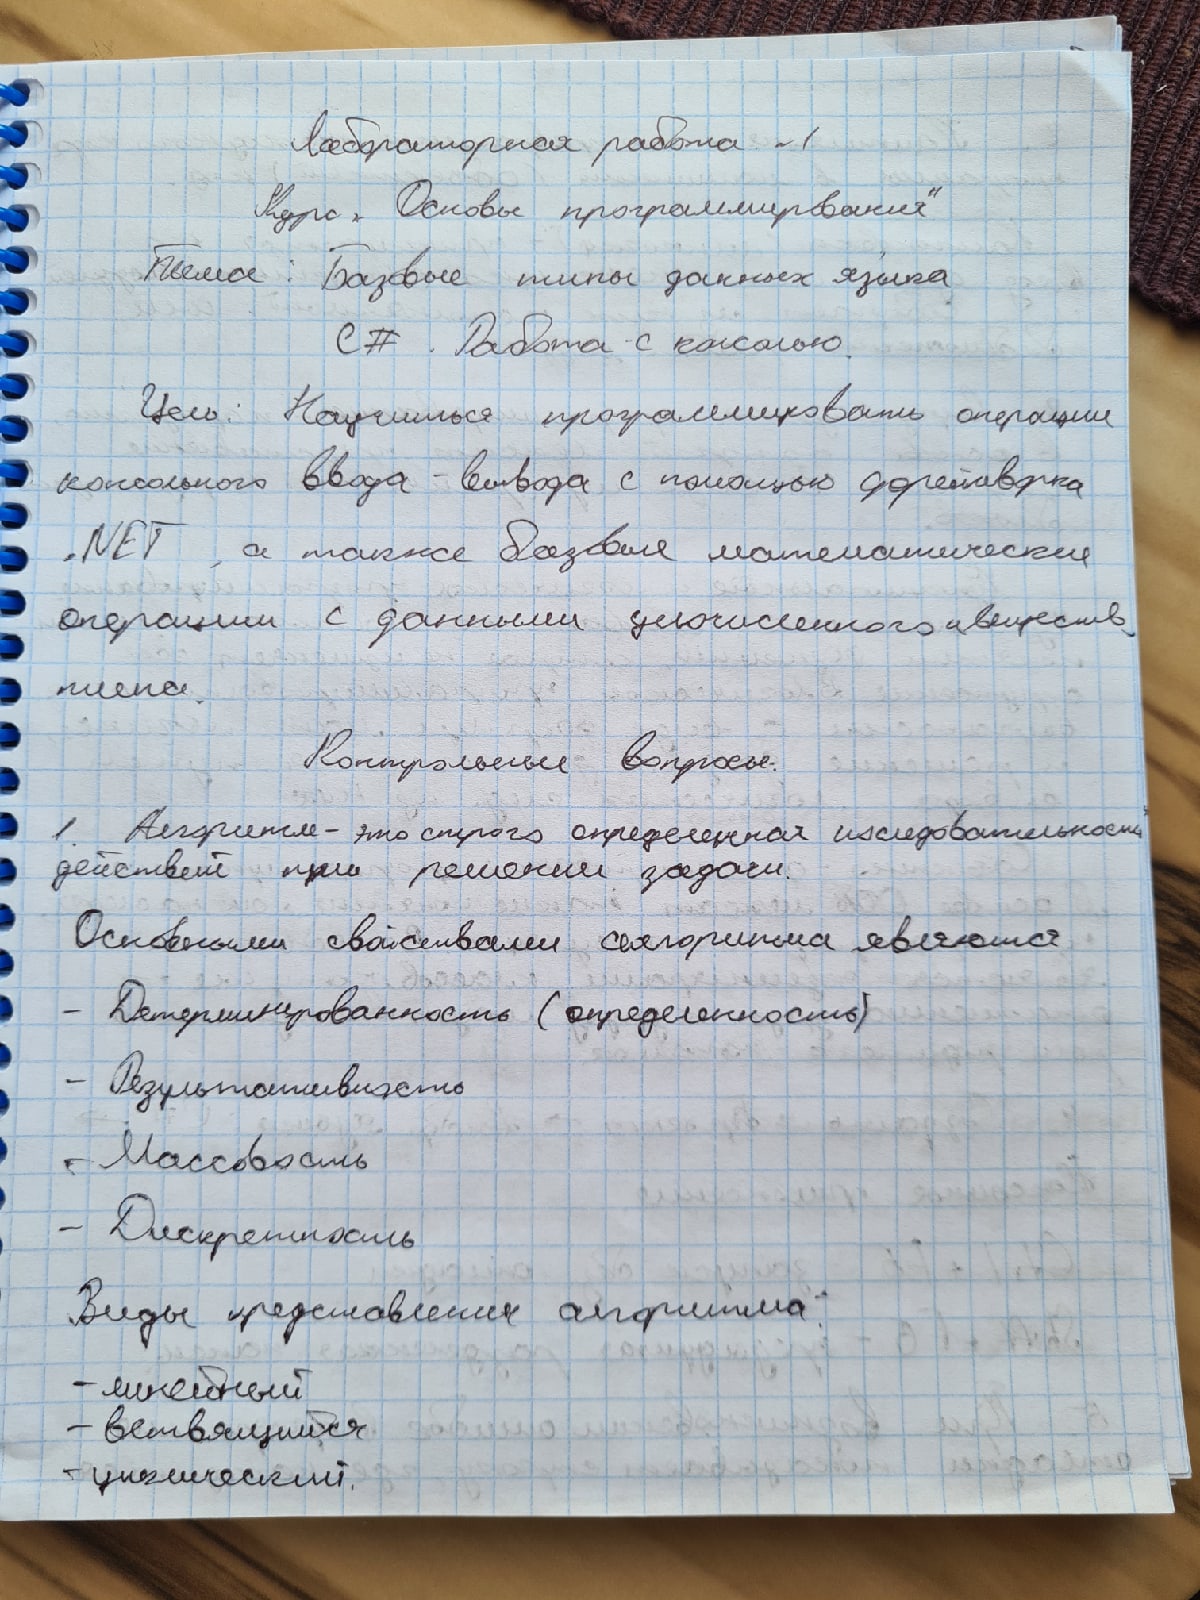 Лабораторная работа -1
Курс „Основы программирования"
Тема: Базовые типы данных языка
C#. Работа с консолью.
Цель: Научиться программировать операции
консольного ввода-вывода с помощью фреймворка
.NET, а также базовые математические
операции с данными целочисленного и веществ.
типа.
Контрольные вопросы:
1. Алгоритм - это строго определенная последовательность
действий при решении задачи.
Основными свойствами алгоритма являются
- Детерминированность (определенность)
- Результативность
- Массовость
- Дискретность
Виды представления алгоритма:
- линейный
- ветвящийся
- циклический.